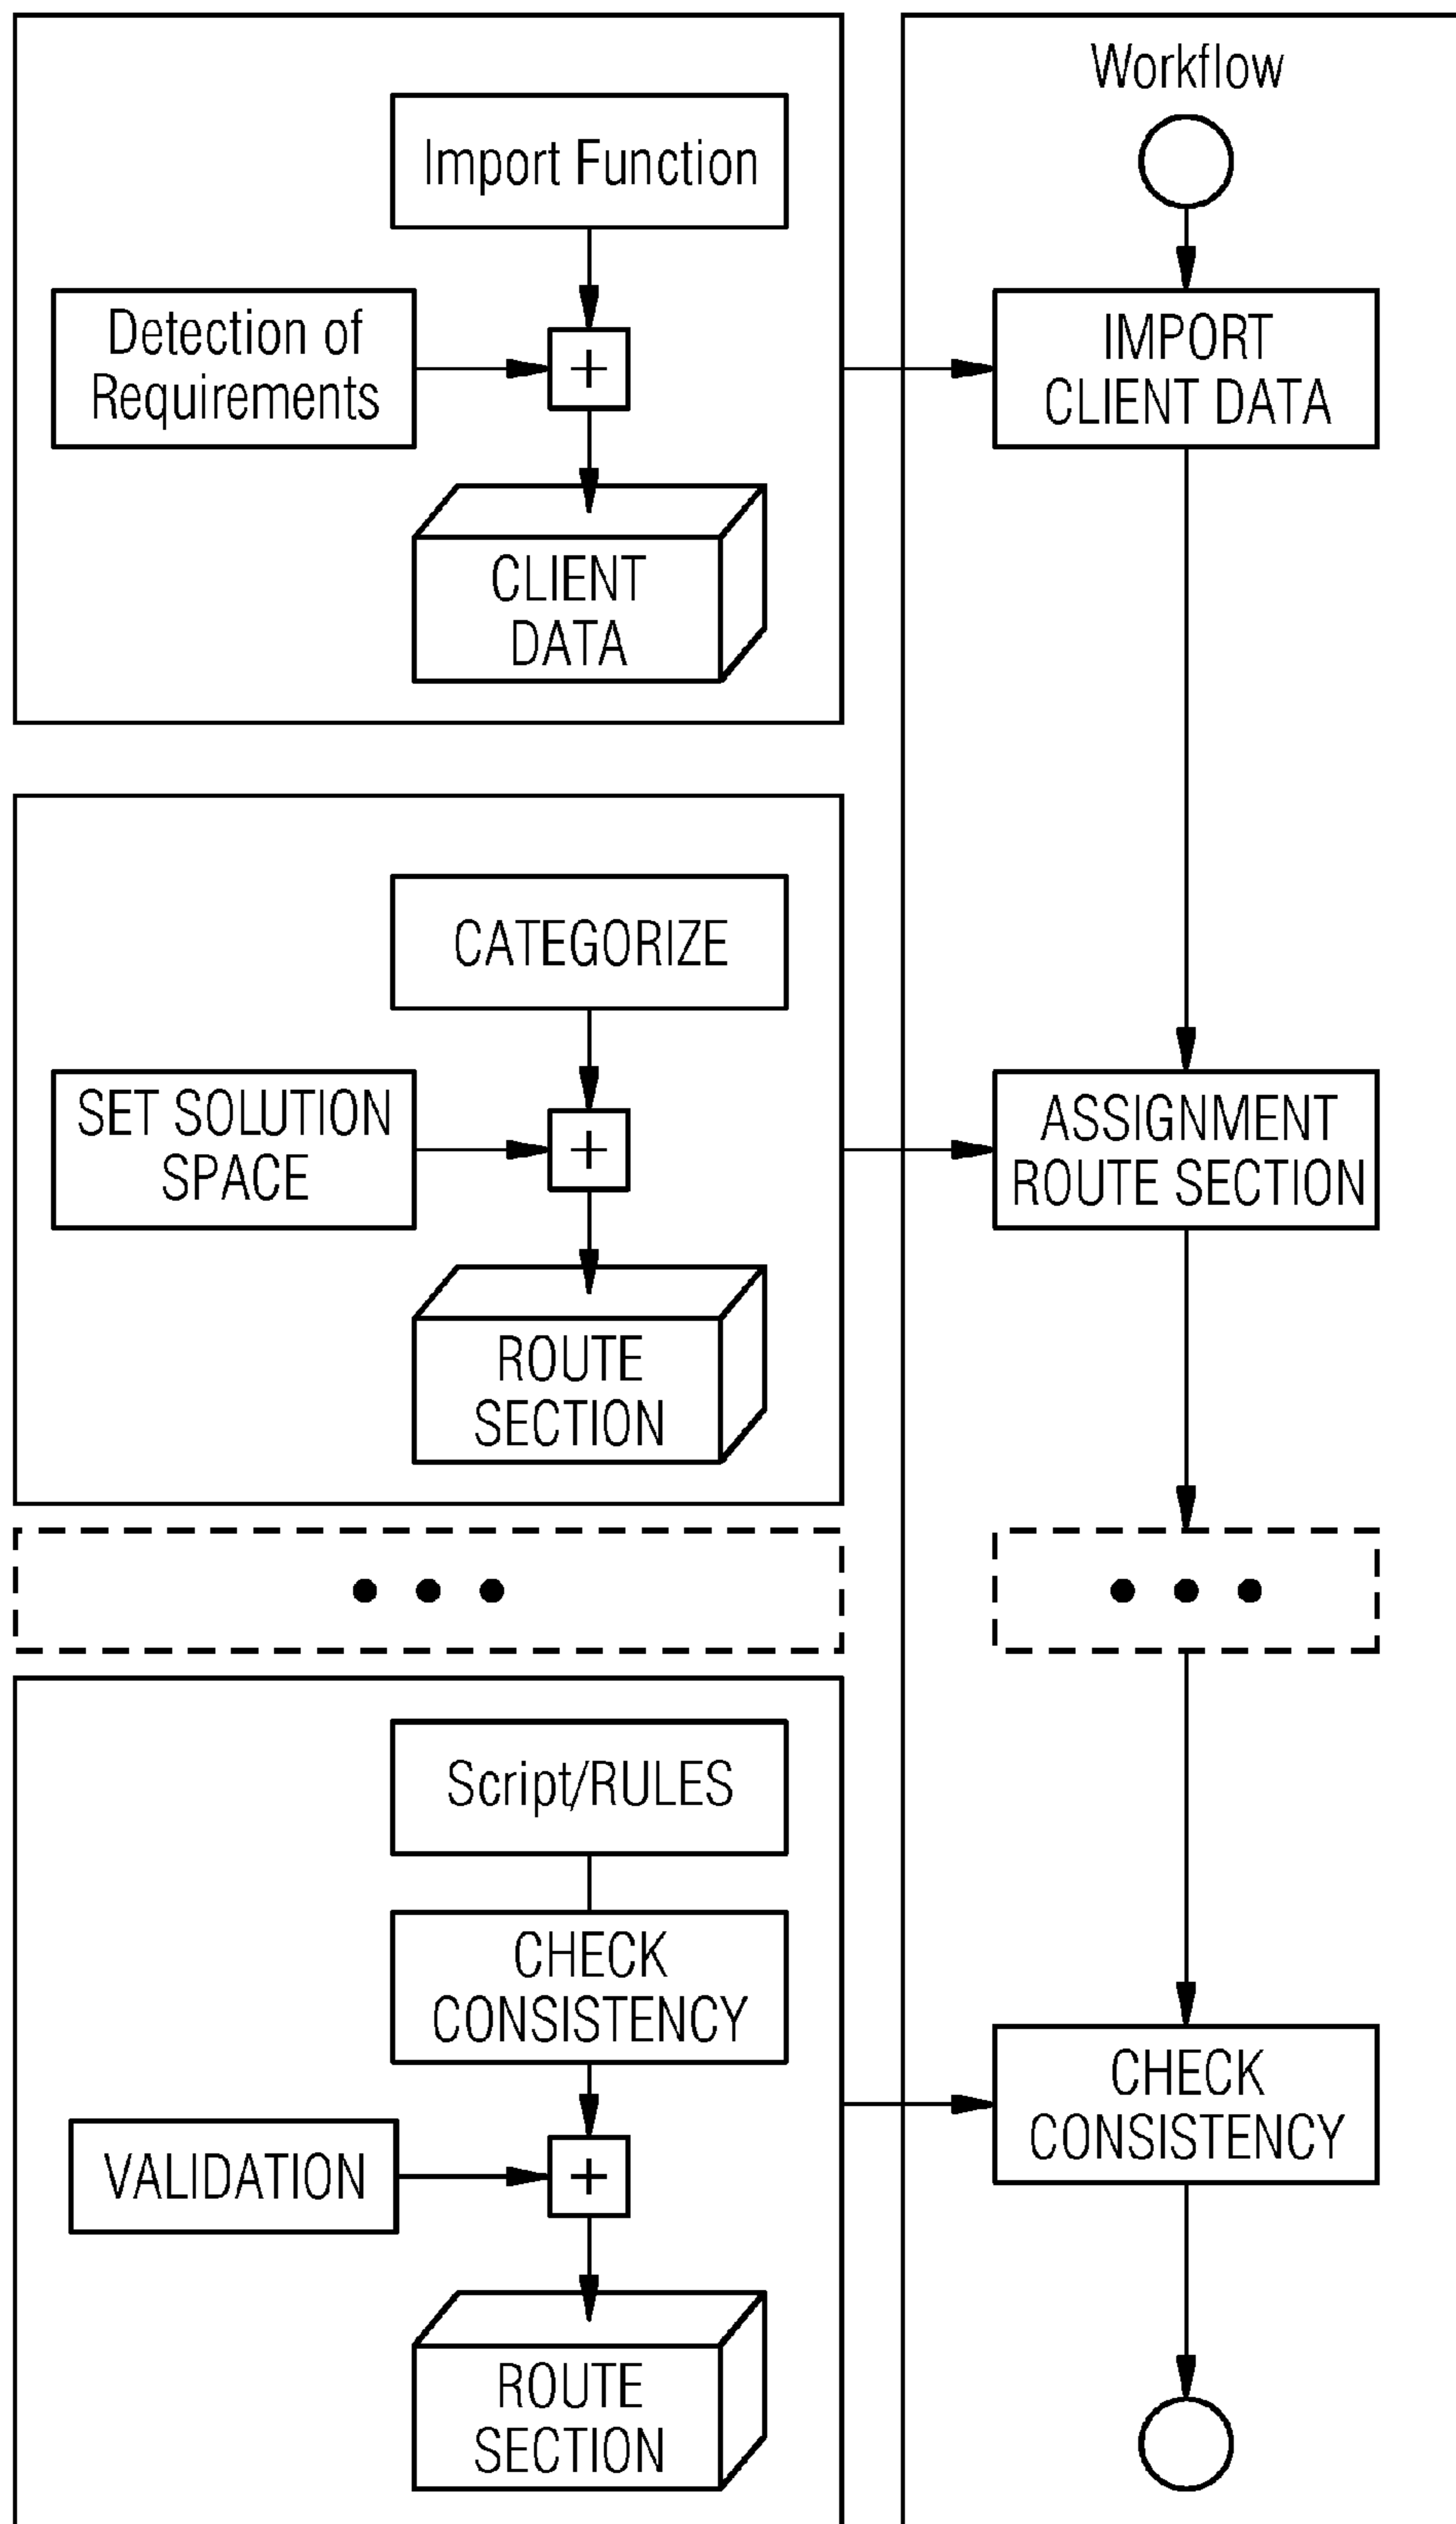 Import Function
Detection of
Requirements
+
CLIENT
DATA
CATEGORIZE
SET SOLUTION
SPACE
+
ROUTE
SECTION
• • •
Script/RULES
CHECK
CONSISTENCY
VALIDATION
+
ROUTE
SECTION
Workflow
IMPORT
CLIENT DATA
ASSIGNMENT
ROUTE SECTION
• • •
CHECK
CONSISTENCY